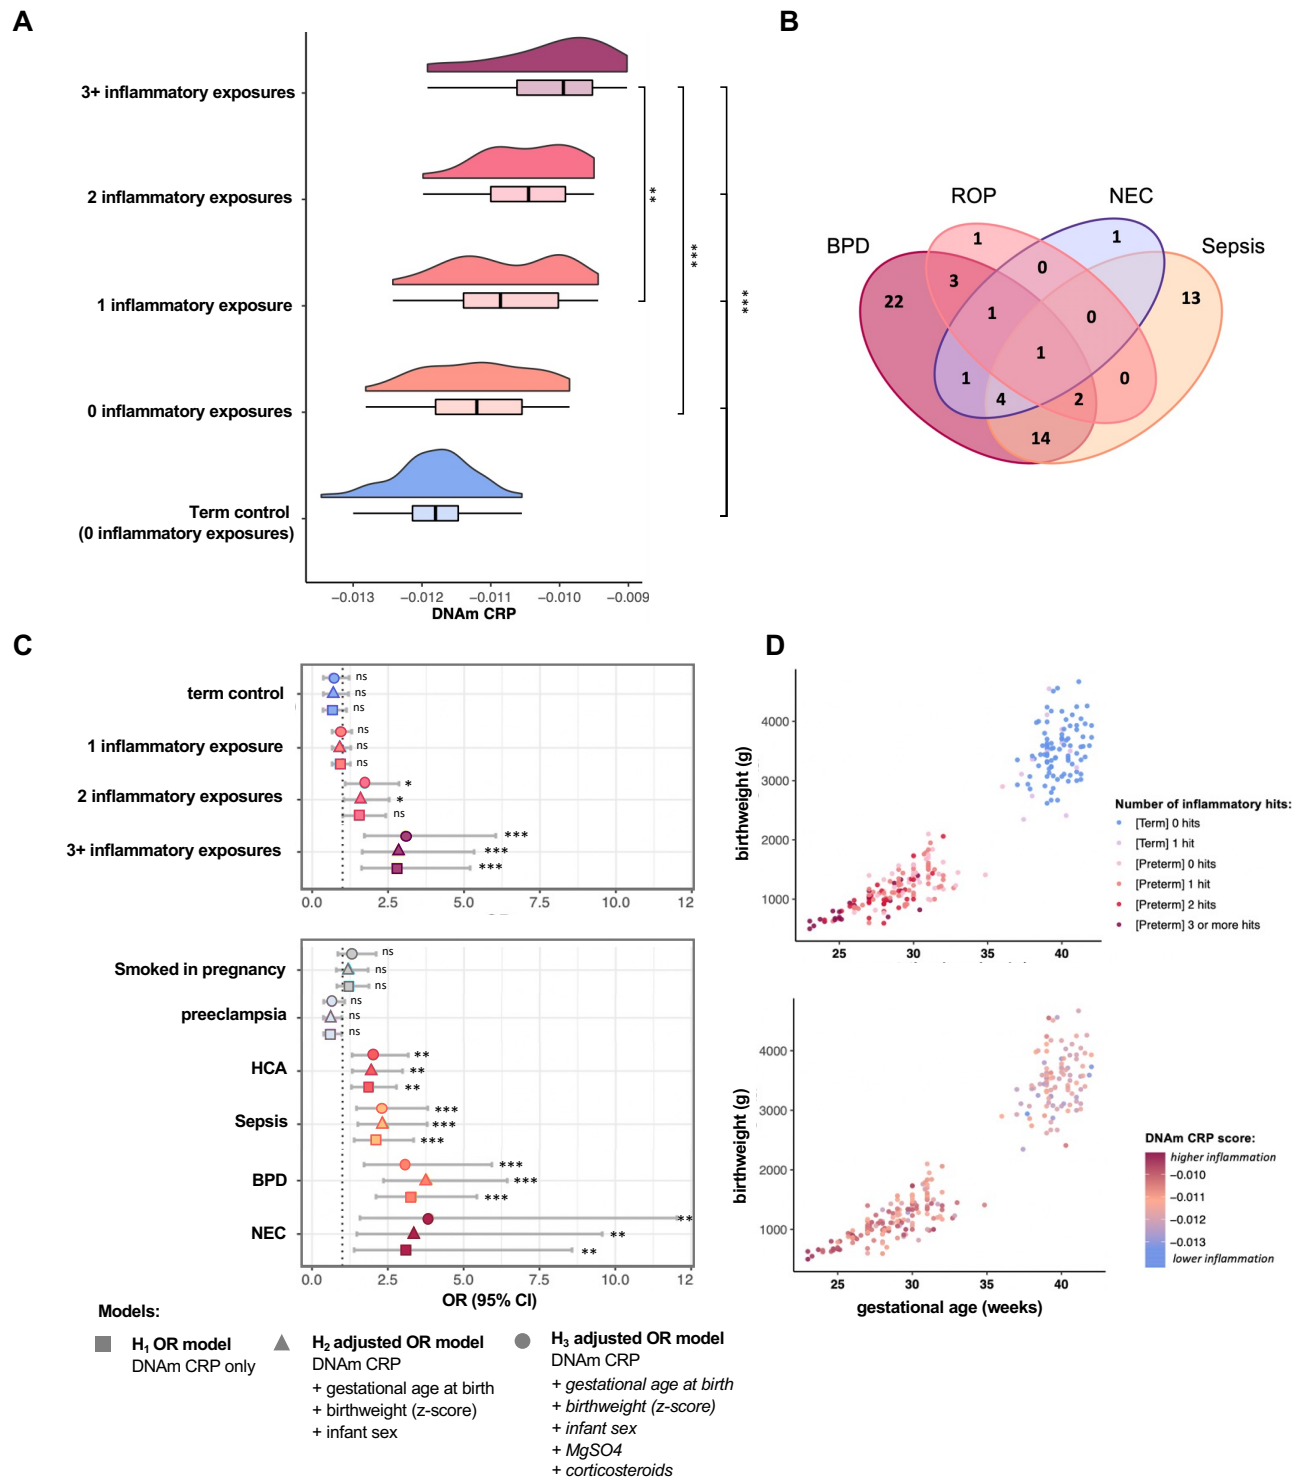 A
3+ inflammatory exposures
2 inflammatory exposures
1 inflammatory exposure
0 inflammatory exposures
Term control
(0 inflammatory exposures)
**
***
***
−0.013 −0.012 −0.011 −0.010 −0.009
DNAm CRP
B
ROP NEC
BPD Sepsis
1 1
0
3
22 13
1 0
1
1 0
4 2
14
C
term control
ns
ns
ns
1 inflammatory exposure
ns
ns
ns
2 inflammatory exposures
*
*
ns
3+ inflammatory exposures
***
***
***
0.0 2.5 5.0 7.5 10.0 12
Smoked in pregnancy
ns
ns
ns
preeclampsia
ns
ns
ns
HCA
**
**
**
Sepsis
***
***
***
BPD
***
***
***
NEC
**
**
**
0.0 2.5 5.0 7.5 10.0 12
OR (95% CI)
Models:
H₁ OR model
DNAm CRP only
H₂ adjusted OR model
DNAm CRP
+ gestational age at birth
+ birthweight (z-score)
+ infant sex
H₃ adjusted OR model
DNAm CRP
+ gestational age at birth
+ birthweight (z-score)
+ infant sex
+ MgSO4
+ corticosteroids
D
birthweight (g)
4000
3000
2000
1000
25 30 35 40
Number of inflammatory hits:
[Term] 0 hits
[Term] 1 hit
[Preterm] 0 hits
[Preterm] 1 hit
[Preterm] 2 hits
[Preterm] 3 or more hits
birthweight (g)
4000
3000
2000
1000
25 30 35 40
gestational age (weeks)
DNAm CRP score:
higher inflammation
−0.010
−0.011
−0.012
−0.013
lower inflammation